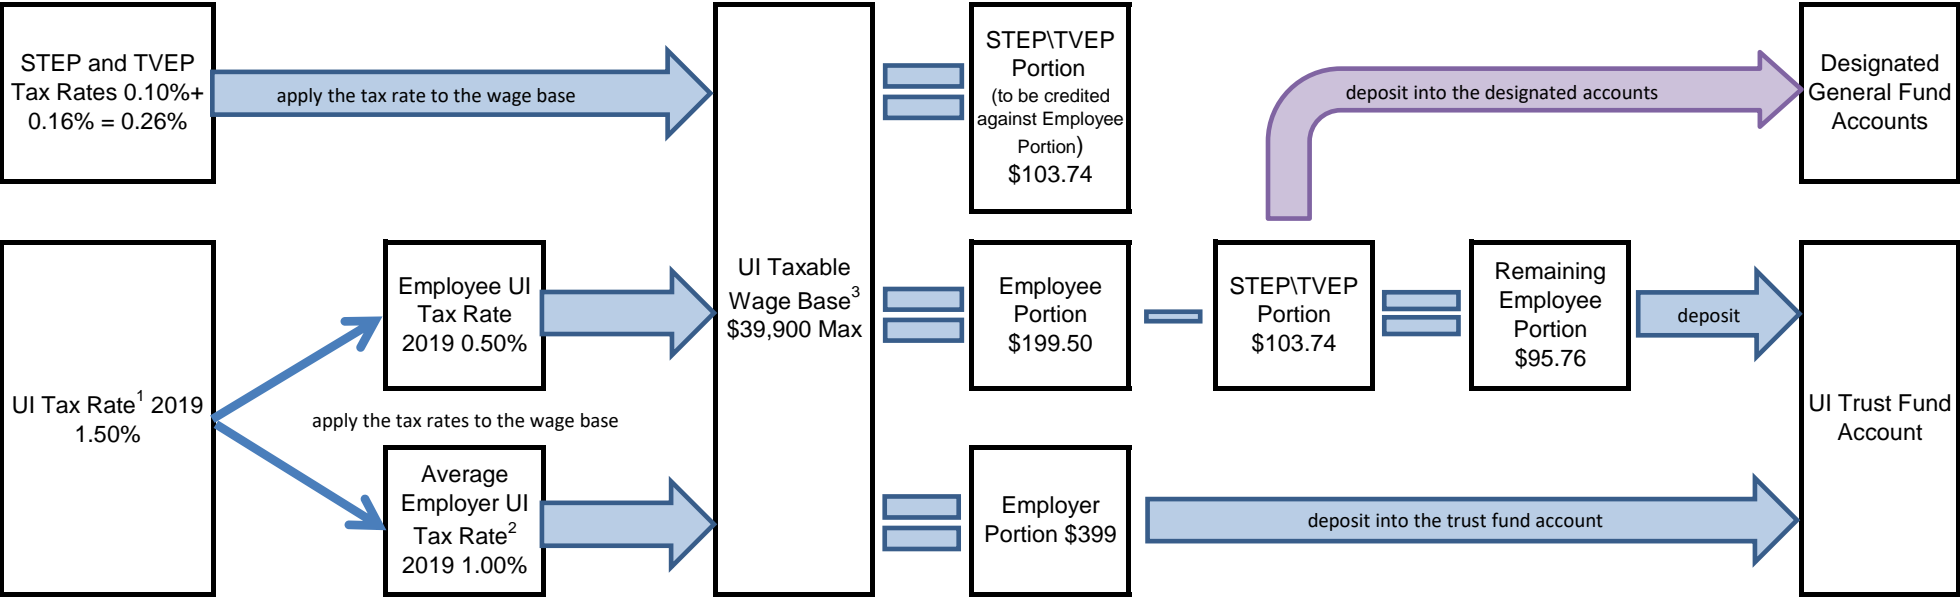 STEP and TVEP
Tax Rates 0.10%+
0.16% = 0.26%
apply the tax rate to the wage base
STEP\TVEP
Portion
(to be credited
against Employee
Portion)
$103.74
deposit into the designated accounts
Designated
General Fund
Accounts
UI Tax Rate¹ 2019
1.50%
Employee UI
Tax Rate
2019 0.50%
apply the tax rates to the wage base
Average
Employer UI
Tax Rate²
2019 1.00%
UI Taxable
Wage Base³
$39,900 Max
Employee
Portion
$199.50
STEP\TVEP
Portion
$103.74
Remaining
Employee
Portion
$95.76
deposit
Employer
Portion $399
deposit into the trust fund account
UI Trust Fund
Account